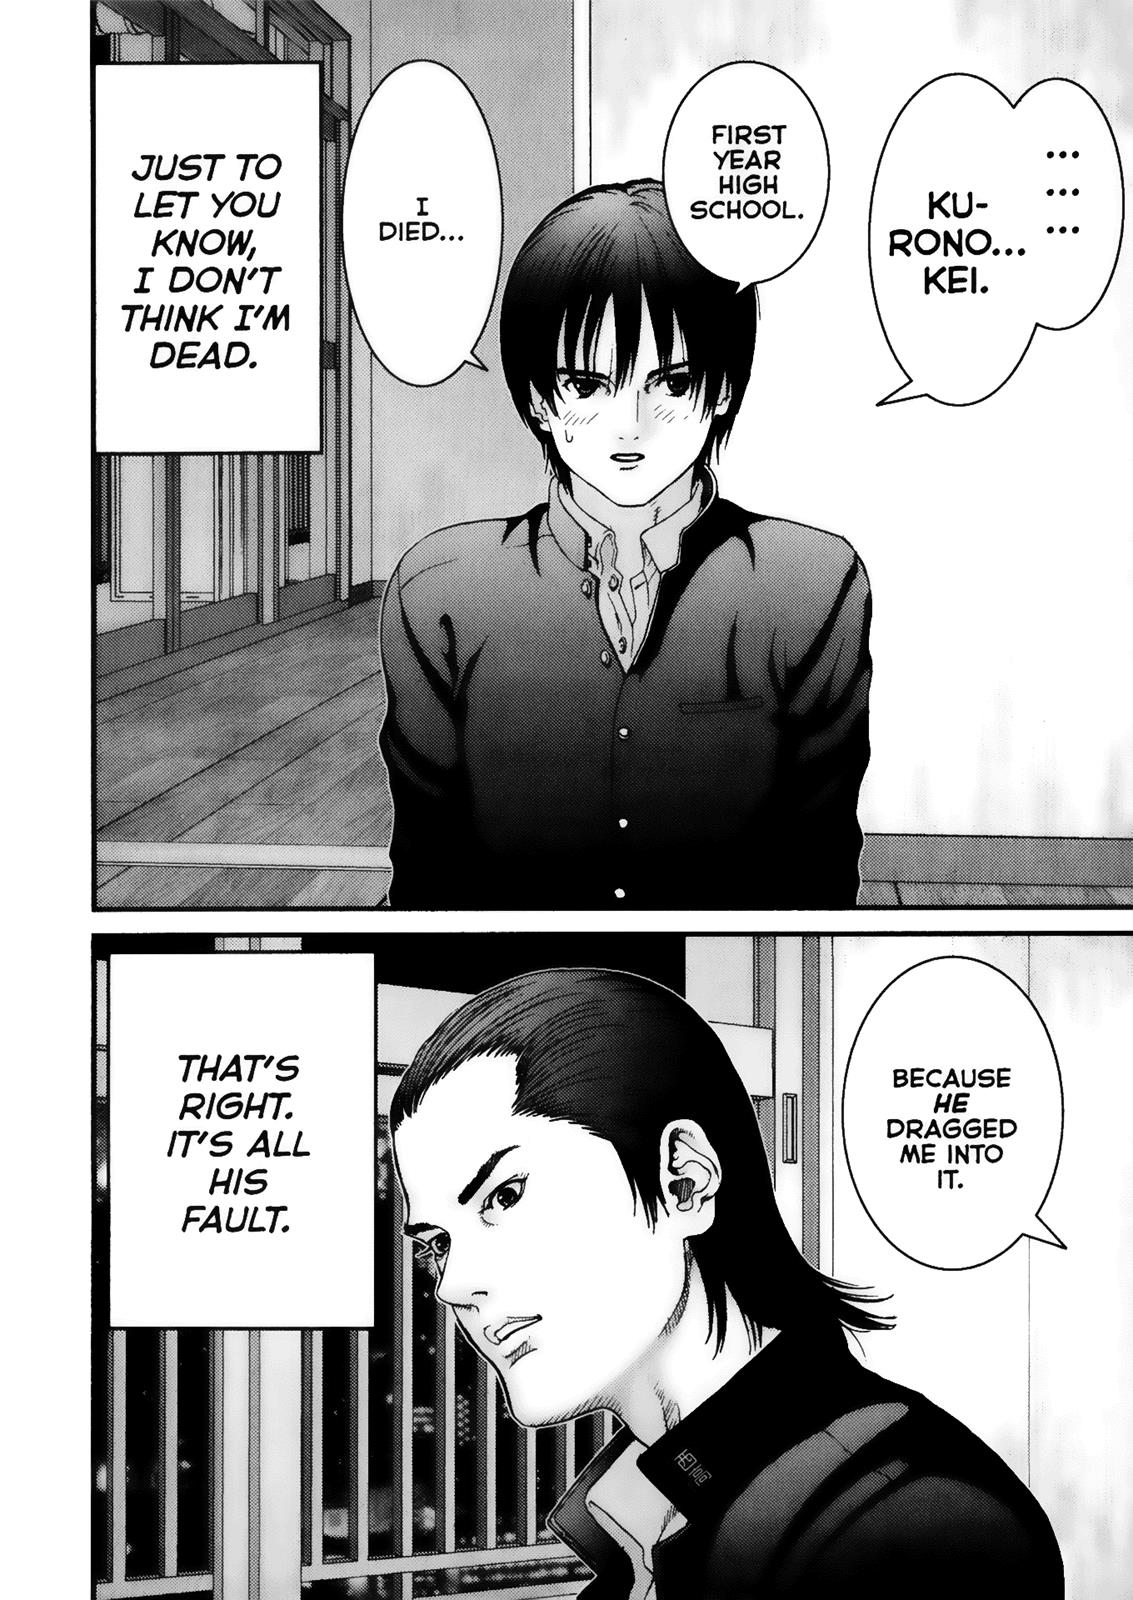 ...
...
...
KU-
RONO...
KEI.
FIRST
YEAR
HIGH
SCHOOL.
I
DIED...
JUST TO
LET YOU
KNOW,
I DON'T
THINK I'M
DEAD.
BECAUSE
HE
DRAGGED
ME INTO
IT.
THAT'S
RIGHT.
IT'S ALL
HIS
FAULT.